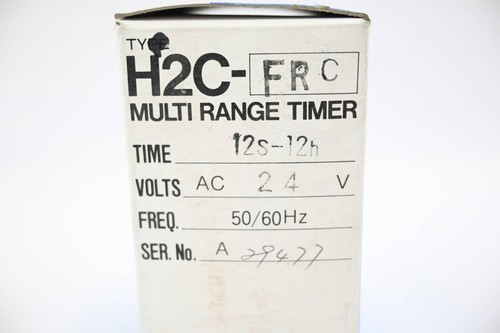 TYPE
H2C-FRC
MULTI RANGE TIMER
TIME 12s-12h
VOLTS AC 24 V
FREQ. 50/60Hz
SER. No. A 29477